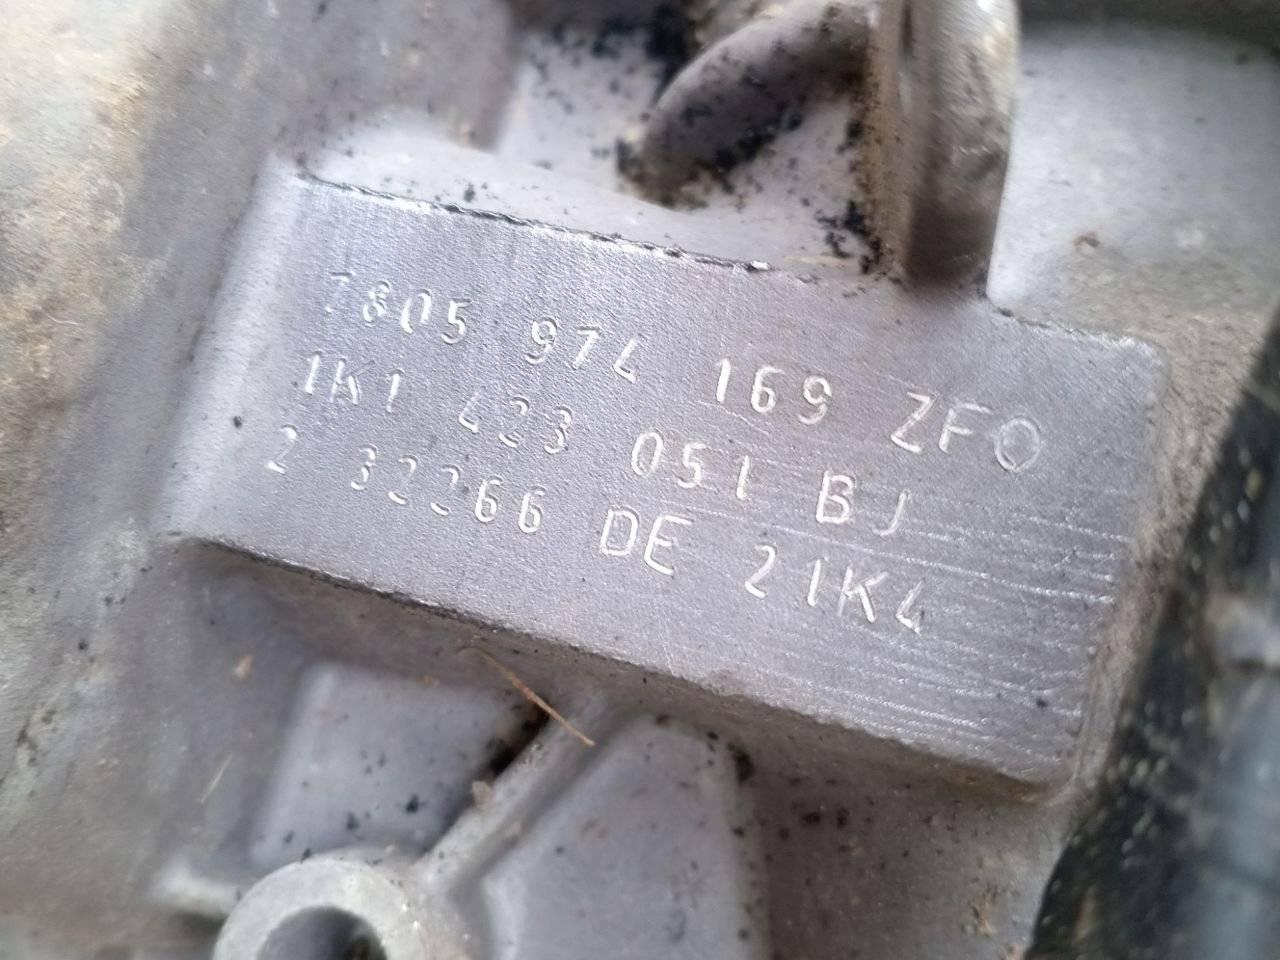 7805 974 169 ZFO
1K1 423 051 BJ
2 32266 DE 21K4